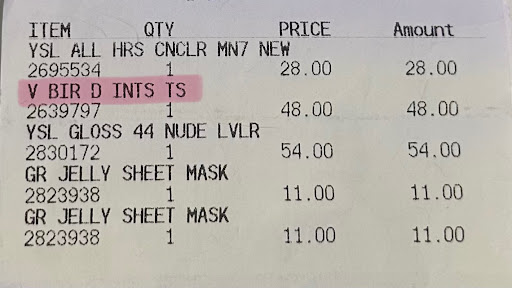 ITEM QTY PRICE Amount
YSL ALL HRS CNCLR MN7 NEW
2695534 1 28.00 28.00
V BIR D INTS TS
2639797 1 48.00 48.00
YSL GLOSS 44 NUDE LVLR
2830172 1 54.00 54.00
GR JELLY SHEET MASK
2823938 1 11.00 11.00
GR JELLY SHEET MASK
2823938 1 11.00 11.00